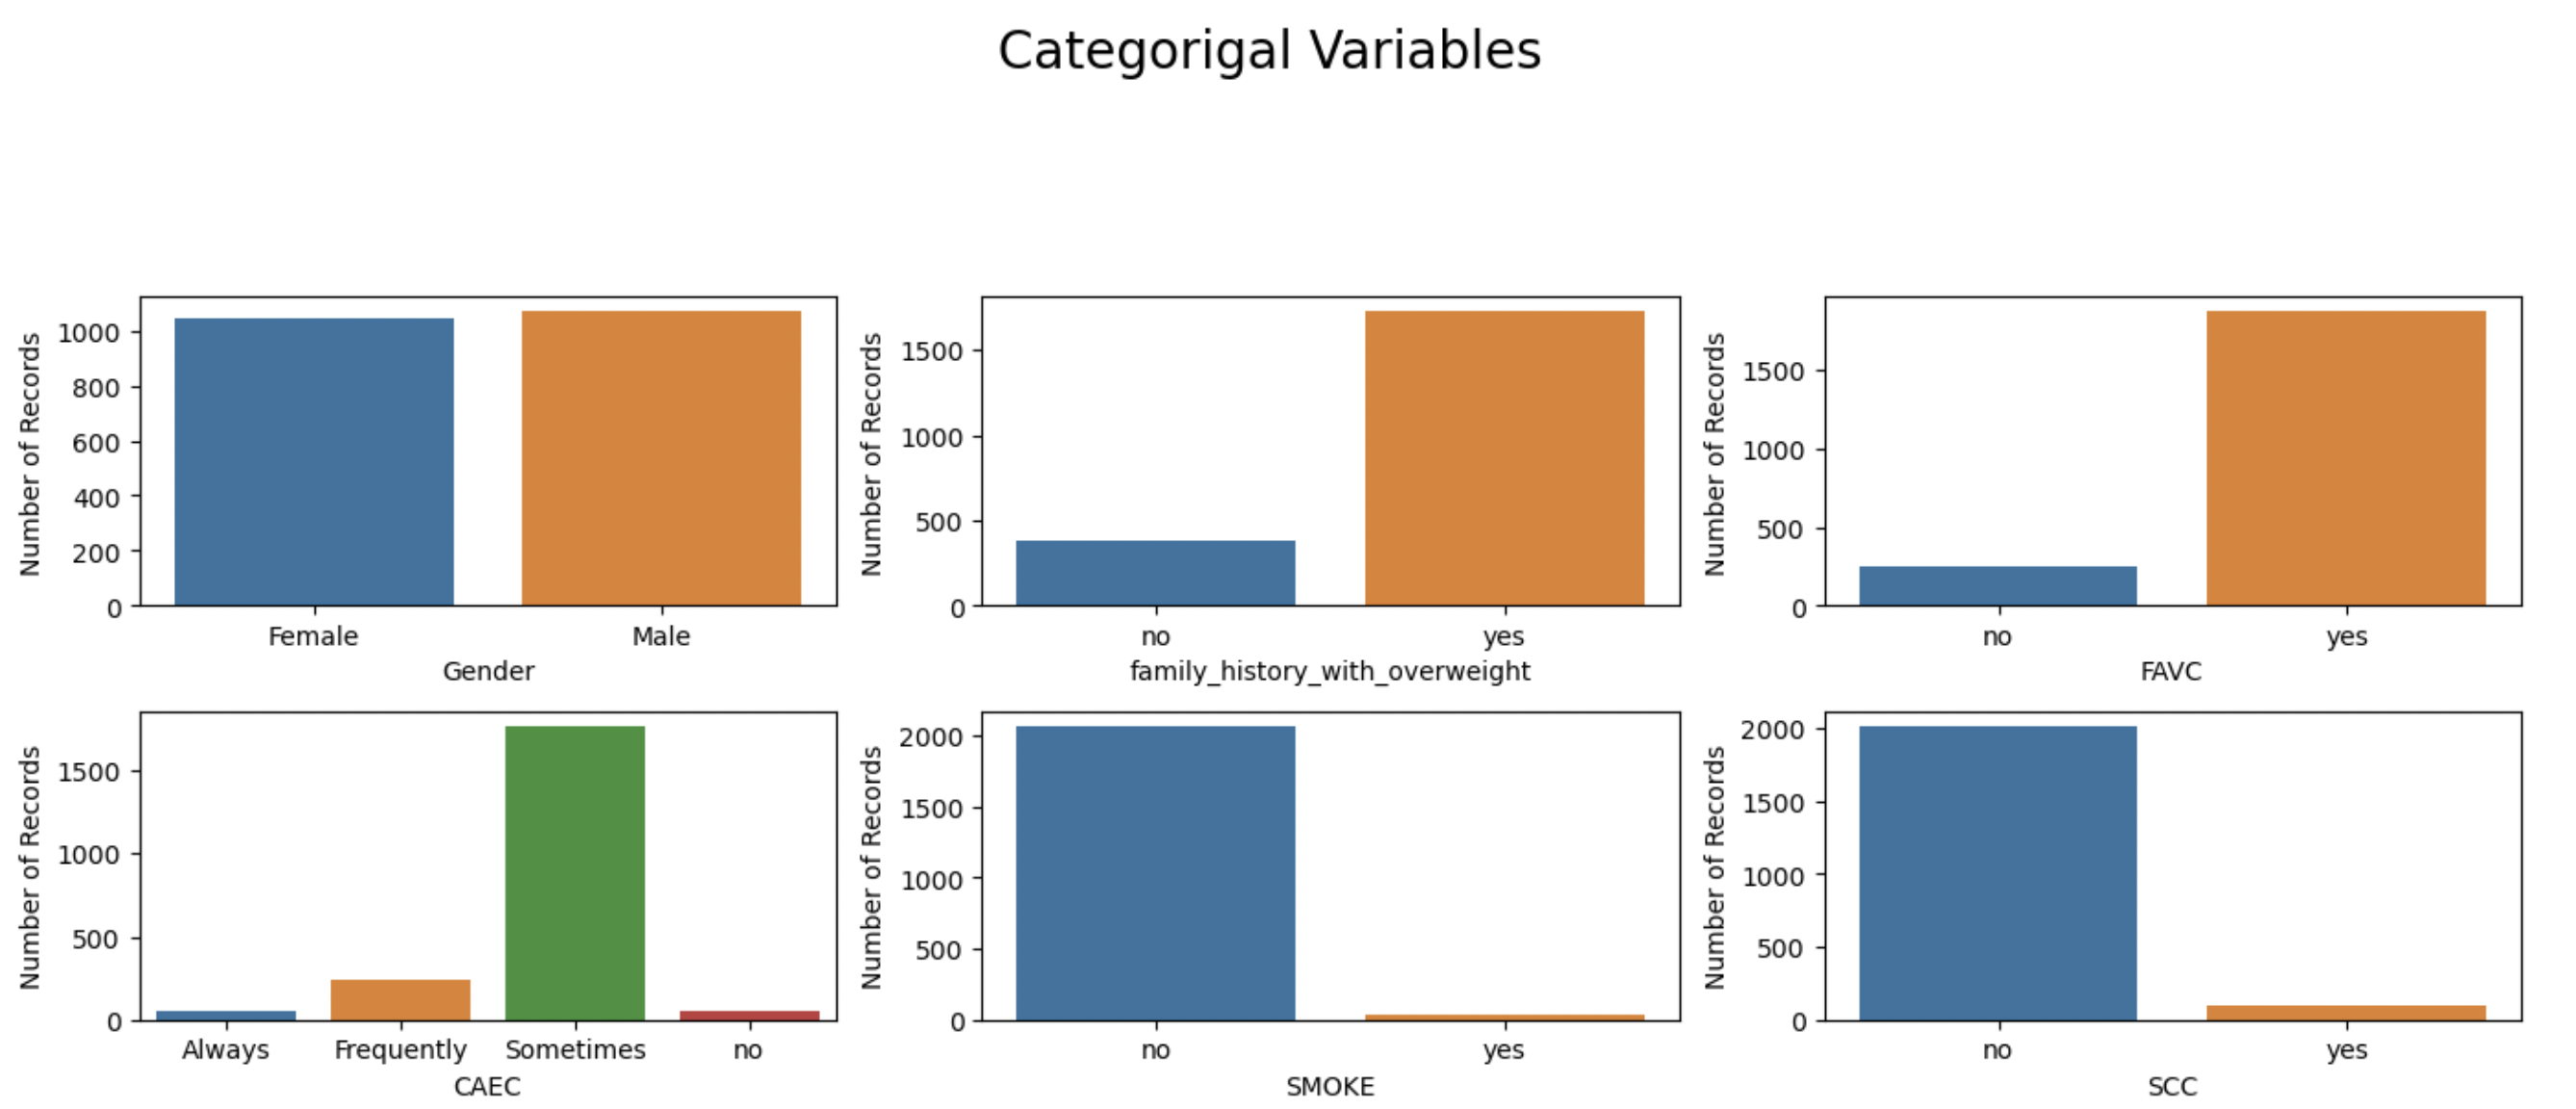 Categorigal Variables
Number of Records
1000
800
600
400
200
0
Female Male
Gender
Number of Records
1500
1000
500
0
no yes
family_history_with_overweight
Number of Records
1500
1000
500
0
no yes
FAVC
Number of Records
1500
1000
500
0
Always Frequently Sometimes no
CAEC
Number of Records
2000
1500
1000
500
0
no yes
SMOKE
Number of Records
2000
1500
1000
500
0
no yes
SCC